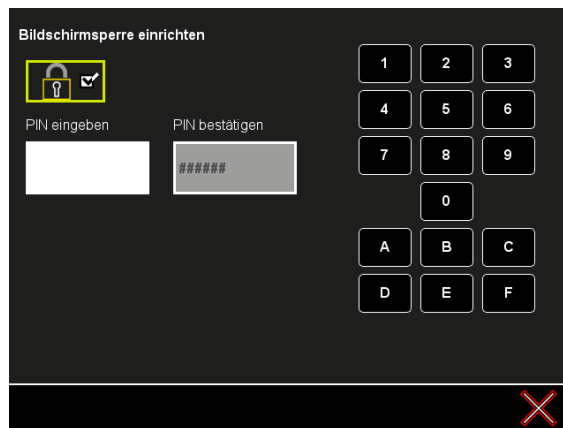 Bildschirmsperre einrichten
PIN eingeben
PIN bestätigen
######
1 2 3
4 5 6
7 8 9
0
A B C
D E F